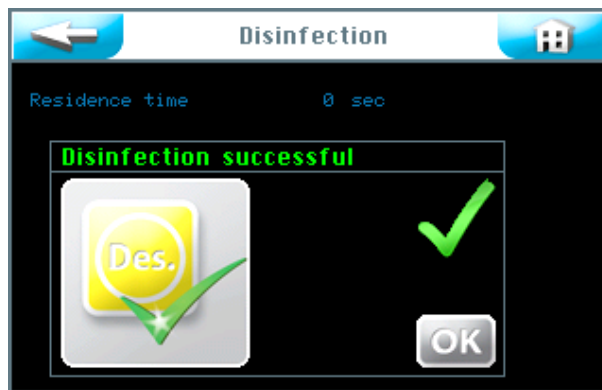 Disinfection
Residence time 0 sec
Disinfection successful
Des.
OK